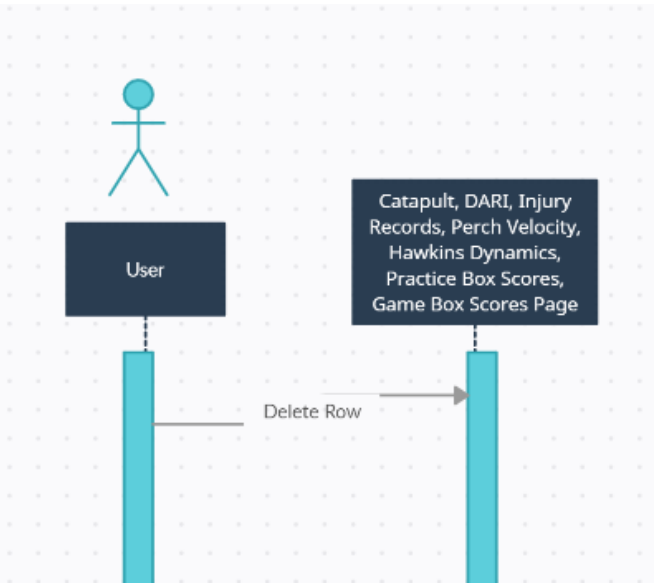 Catapult, DARI, Injury
Records, Perch Velocity,
Hawkins Dynamics,
Practice Box Scores,
Game Box Scores Page
User
Delete Row